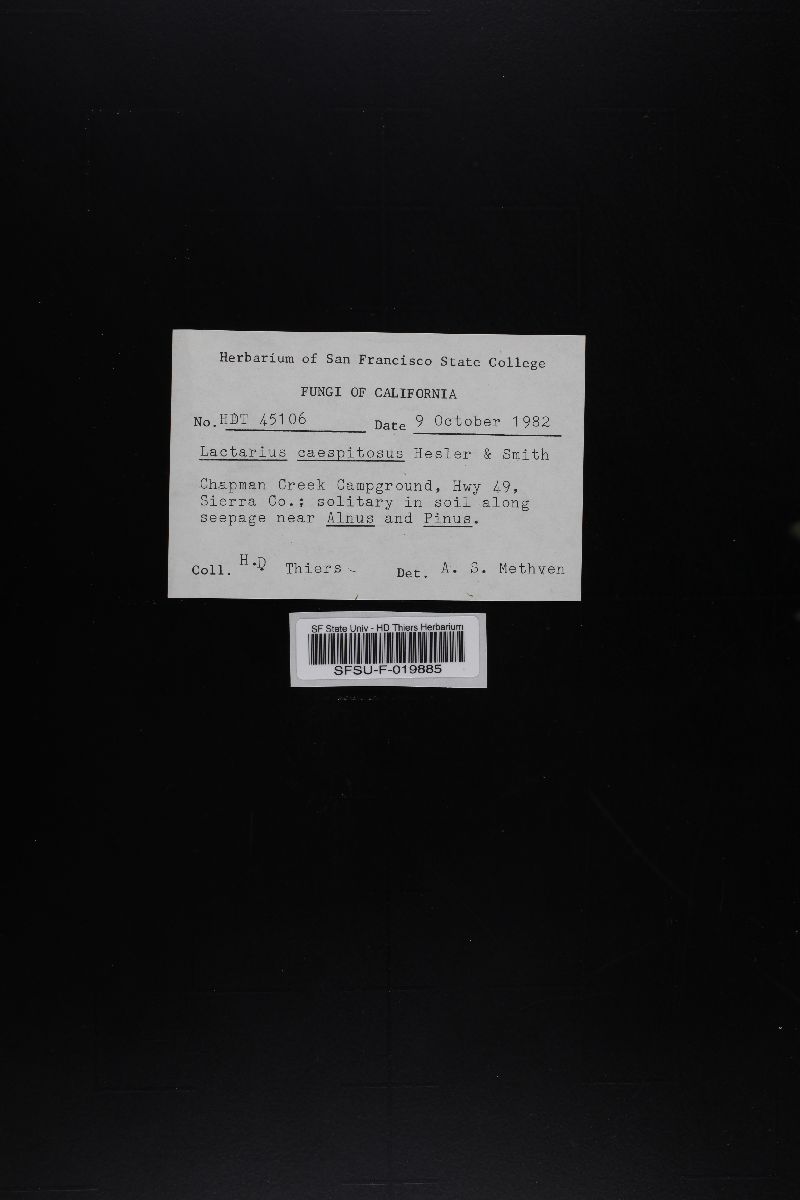 Herbarium of San Francisco State College
FUNGI OF CALIFORNIA
No. HDT 45106 Date 9 October 1982
Lactarius caespitosus Hesler & Smith
Chapman Creek Campground, Hwy 49,
Sierra Co.; solitary in soil along
seepage near Alnus and Pinus.
Coll. H.D Thiers Det. A. S. Methven
SF State Univ - HD Thiers Herbarium
SFSU-F-019885